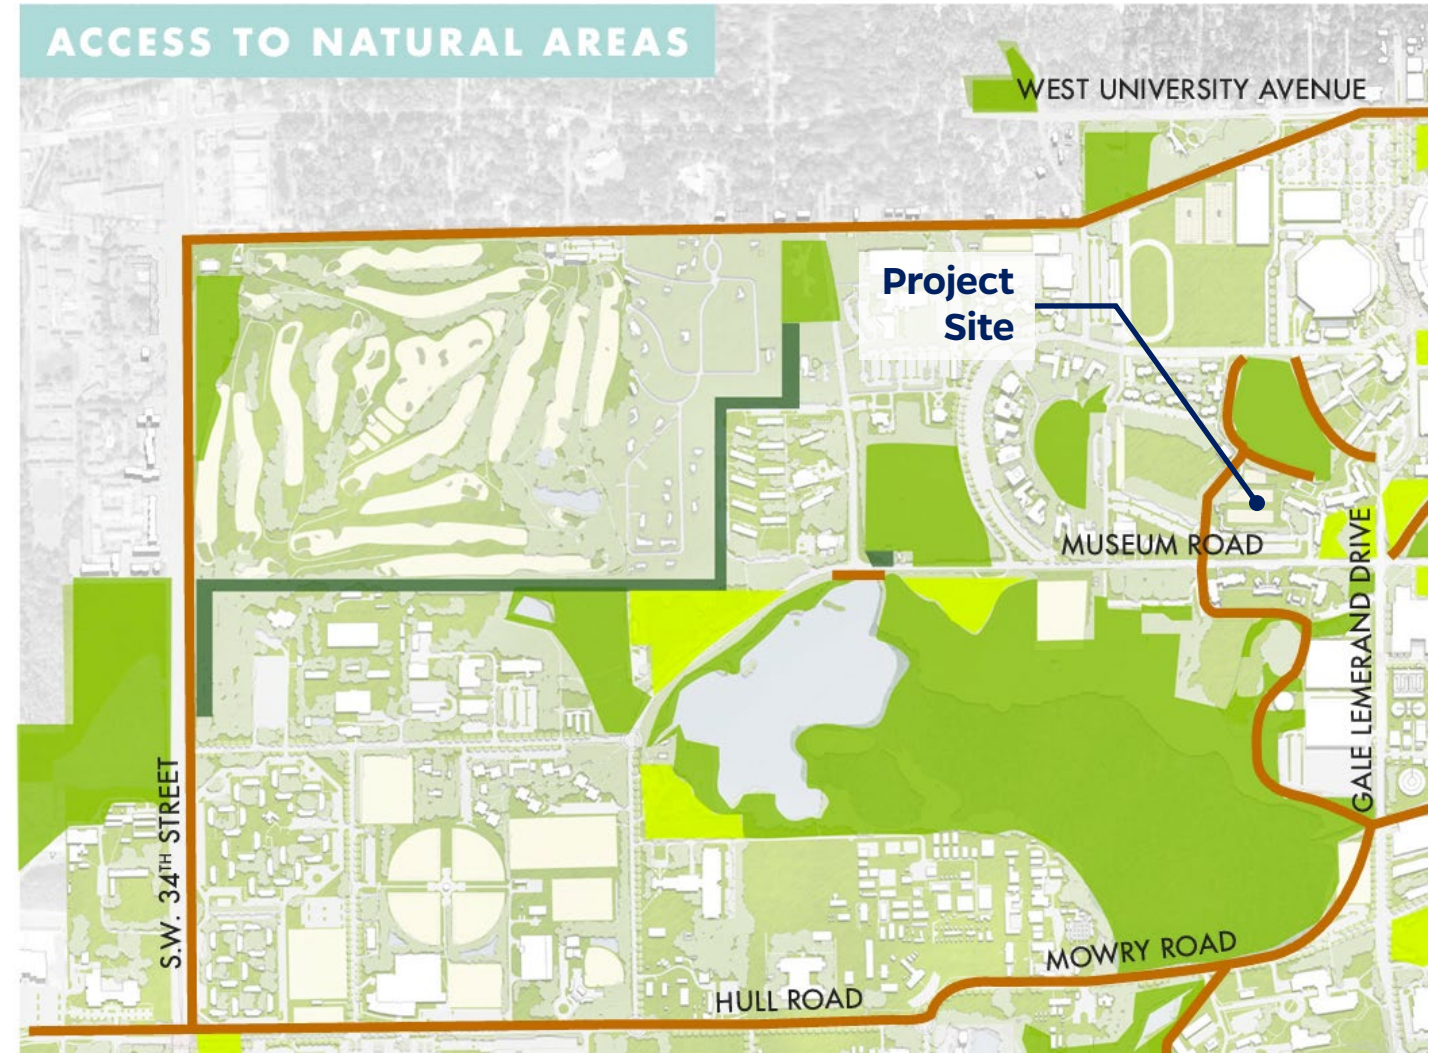 ACCESS TO NATURAL AREAS
WEST UNIVERSITY AVENUE
Project
Site
MUSEUM ROAD
GALE LEMERAND DRIVE
S.W. 34TH STREET
MOWRY ROAD
HULL ROAD